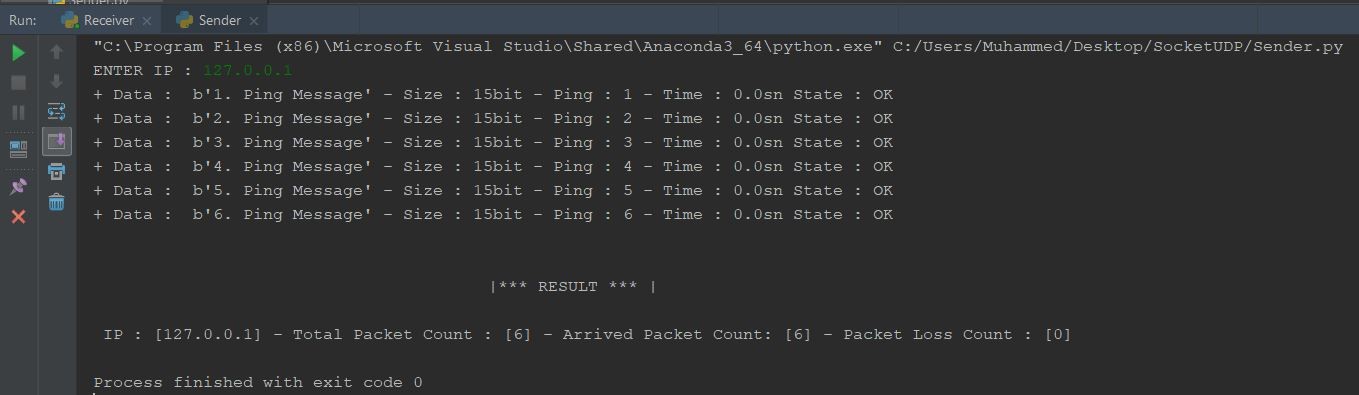 Sender.py
Run: Receiver Sender
"C:\Program Files (x86)\Microsoft Visual Studio\Shared\Anaconda3_64\python.exe" C:/Users/Muhammed/Desktop/SocketUDP/Sender.py
ENTER IP : 127.0.0.1
+ Data :  b'1. Ping Message' - Size : 15bit - Ping : 1 - Time : 0.0sn State : OK
+ Data :  b'2. Ping Message' - Size : 15bit - Ping : 2 - Time : 0.0sn State : OK
+ Data :  b'3. Ping Message' - Size : 15bit - Ping : 3 - Time : 0.0sn State : OK
+ Data :  b'4. Ping Message' - Size : 15bit - Ping : 4 - Time : 0.0sn State : OK
+ Data :  b'5. Ping Message' - Size : 15bit - Ping : 5 - Time : 0.0sn State : OK
+ Data :  b'6. Ping Message' - Size : 15bit - Ping : 6 - Time : 0.0sn State : OK
|*** RESULT *** |
IP : [127.0.0.1] - Total Packet Count : [6] - Arrived Packet Count: [6] - Packet Loss Count : [0]
Process finished with exit code 0